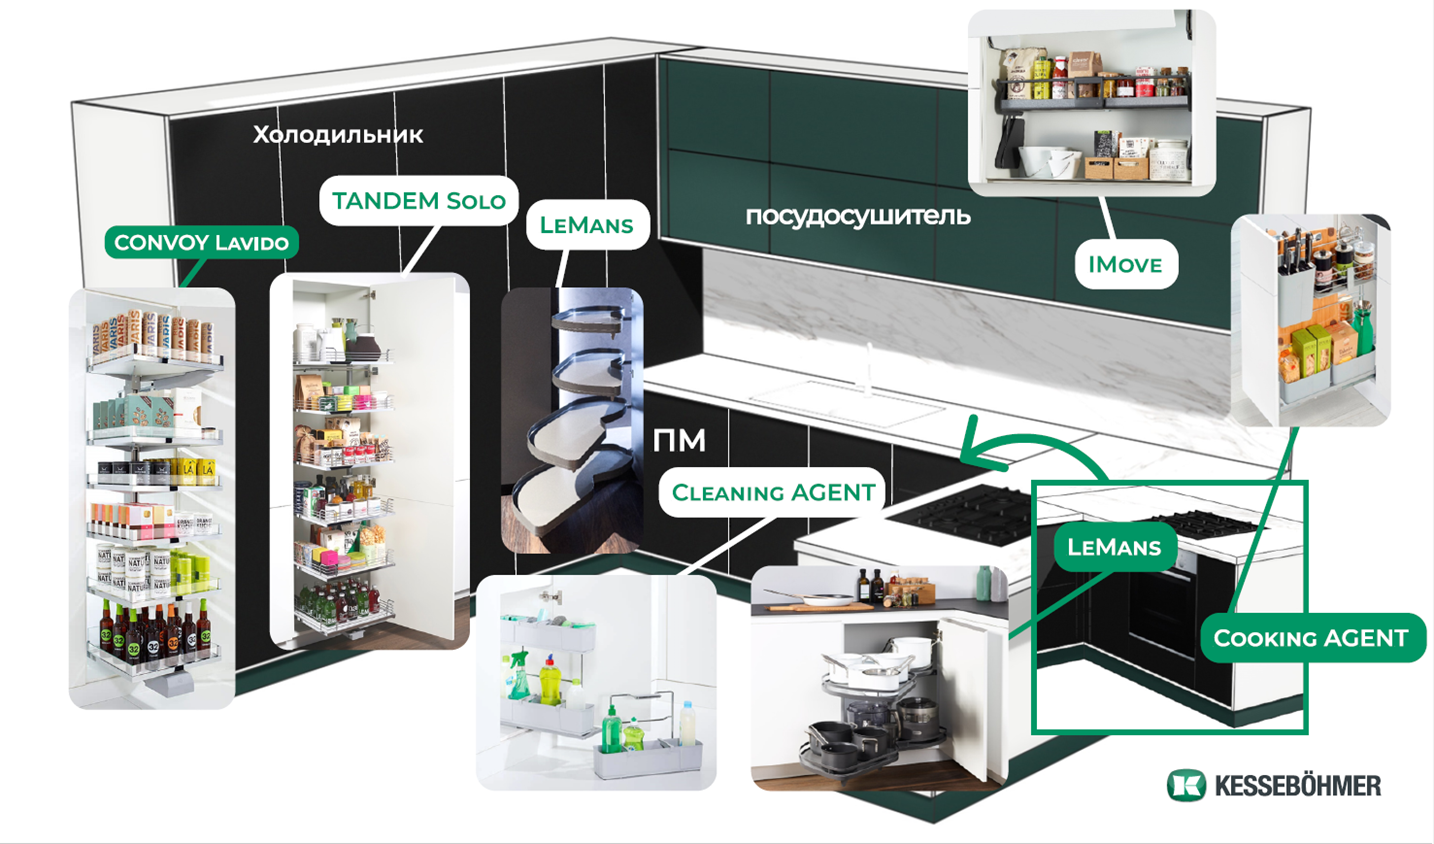 Холодильник
TANDEM Solo
LeMans
CONVOY Lavido
посудосушитель
IMove
ПМ
Cleaning AGENT
LeMans
Cooking AGENT
KESSEBÖHMER